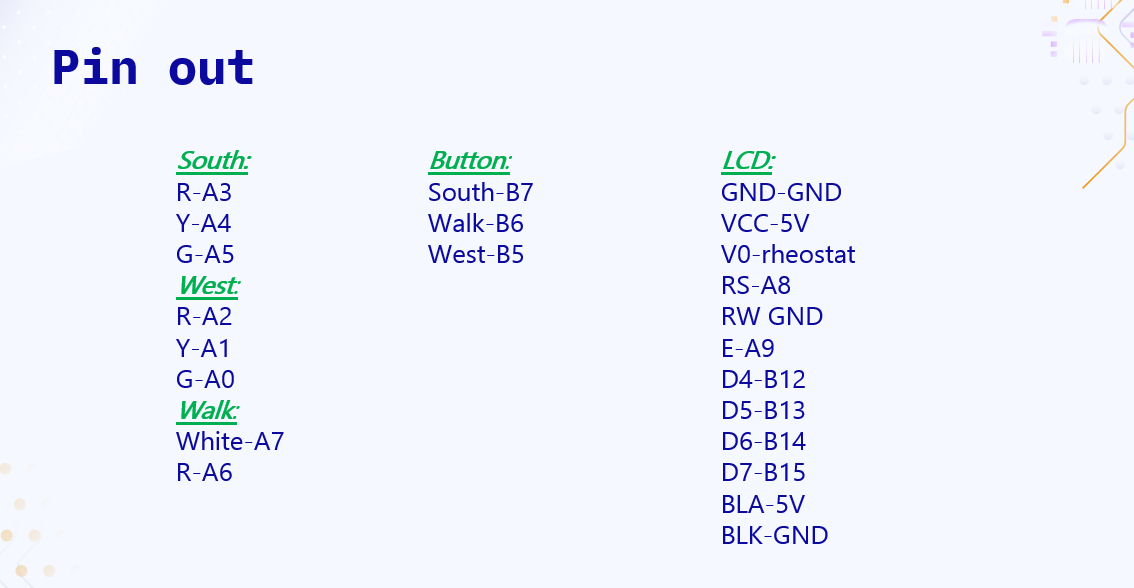 Pin out
South:
R-A3
Y-A4
G-A5
West:
R-A2
Y-A1
G-A0
Walk:
White-A7
R-A6
Button:
South-B7
Walk-B6
West-B5
LCD:
GND-GND
VCC-5V
V0-rheostat
RS-A8
RW GND
E-A9
D4-B12
D5-B13
D6-B14
D7-B15
BLA-5V
BLK-GND